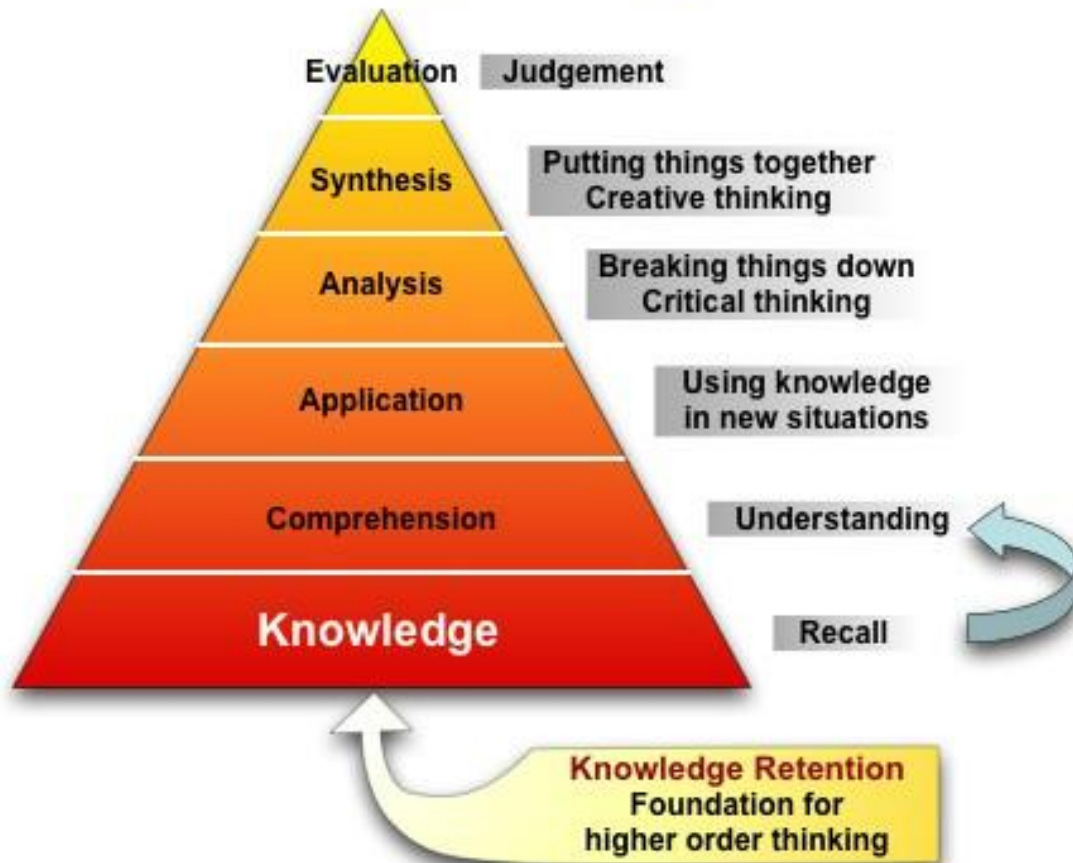 Evaluation
Judgement
Synthesis
Putting things together
Creative thinking
Analysis
Breaking things down
Critical thinking
Application
Using knowledge
in new situations
Comprehension
Understanding
Knowledge
Recall
Knowledge Retention
Foundation for
higher order thinking